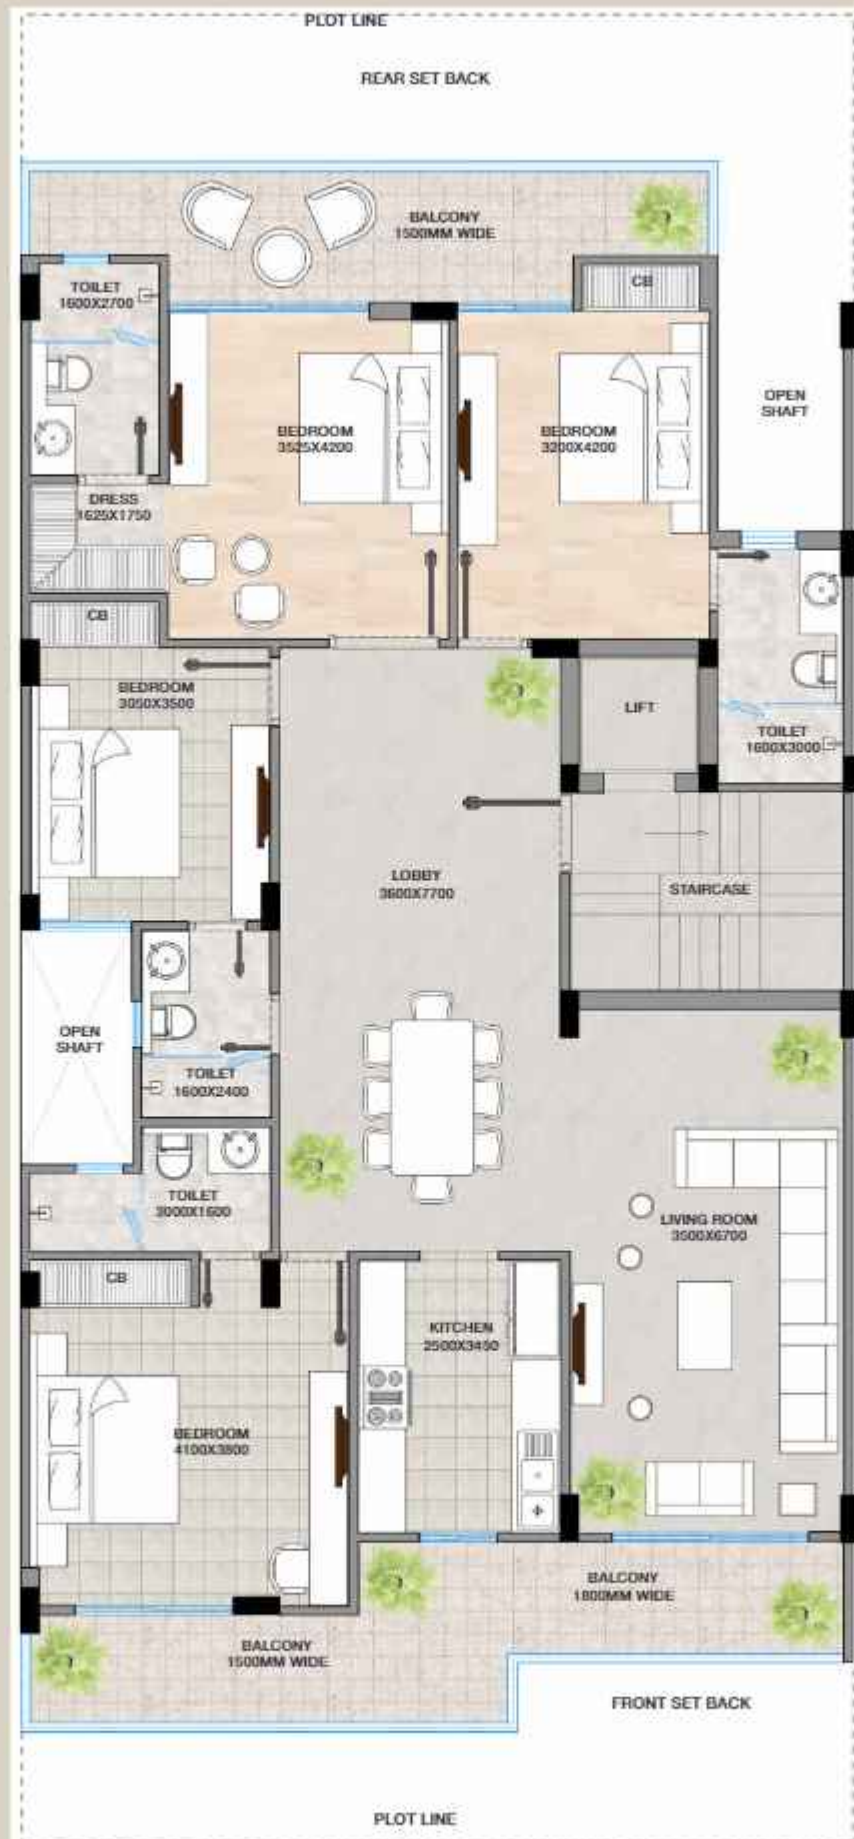 PLOT LINE
REAR SET BACK
BALCONY
1500MM WIDE
CB
TOILET
1600X2700
OPEN
SHAFT
BEDROOM
3525X4200
BEDROOM
3200X4200
DRESS
1625X1750
CB
BEDROOM
3050X3500
LIFT
TOILET
1600X3000
LOBBY
3600X7700
STAIRCASE
OPEN
SHAFT
TOILET
1600X2400
TOILET
3000X1600
LIVING ROOM
3500X6700
CB
KITCHEN
2500X3450
BEDROOM
4100X3800
BALCONY
1800MM WIDE
BALCONY
1500MM WIDE
FRONT SET BACK
PLOT LINE